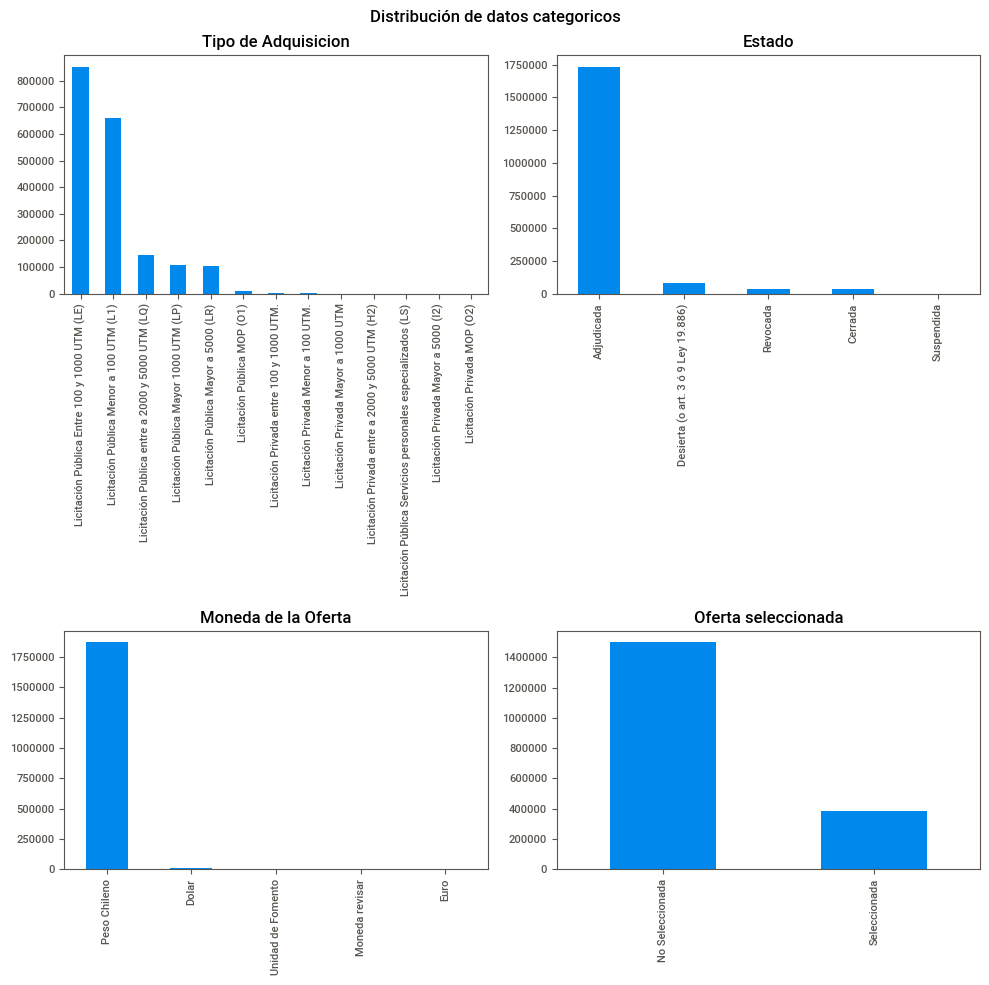 Distribución de datos categoricos
Tipo de Adquisicion
800000
700000
600000
500000
400000
300000
200000
100000
0
Licitación Pública Entre 100 y 1000 UTM (LE)
Licitación Pública Menor a 100 UTM (L1)
Licitación Pública entre a 2000 y 5000 UTM (LQ)
Licitación Pública Mayor 1000 UTM (LP)
Licitación Pública Mayor a 5000 (LR)
Licitación Pública MOP (O1)
Licitación Privada entre 100 y 1000 UTM.
Licitación Privada Menor a 100 UTM.
Licitación Privada Mayor a 1000 UTM
Licitación Privada entre a 2000 y 5000 UTM (H2)
Licitación Pública Servicios personales especializados (LS)
Licitación Privada Mayor a 5000 (I2)
Licitación Privada MOP (O2)
Estado
1750000
1500000
1250000
1000000
750000
500000
250000
0
Adjudicada
Desierta (o art. 3 ó 9 Ley 19.886)
Revocada
Cerrada
Suspendida
Moneda de la Oferta
1750000
1500000
1250000
1000000
750000
500000
250000
0
Peso Chileno
Dolar
Unidad de Fomento
Moneda revisar
Euro
Oferta seleccionada
1400000
1200000
1000000
800000
600000
400000
200000
0
No Seleccionada
Seleccionada